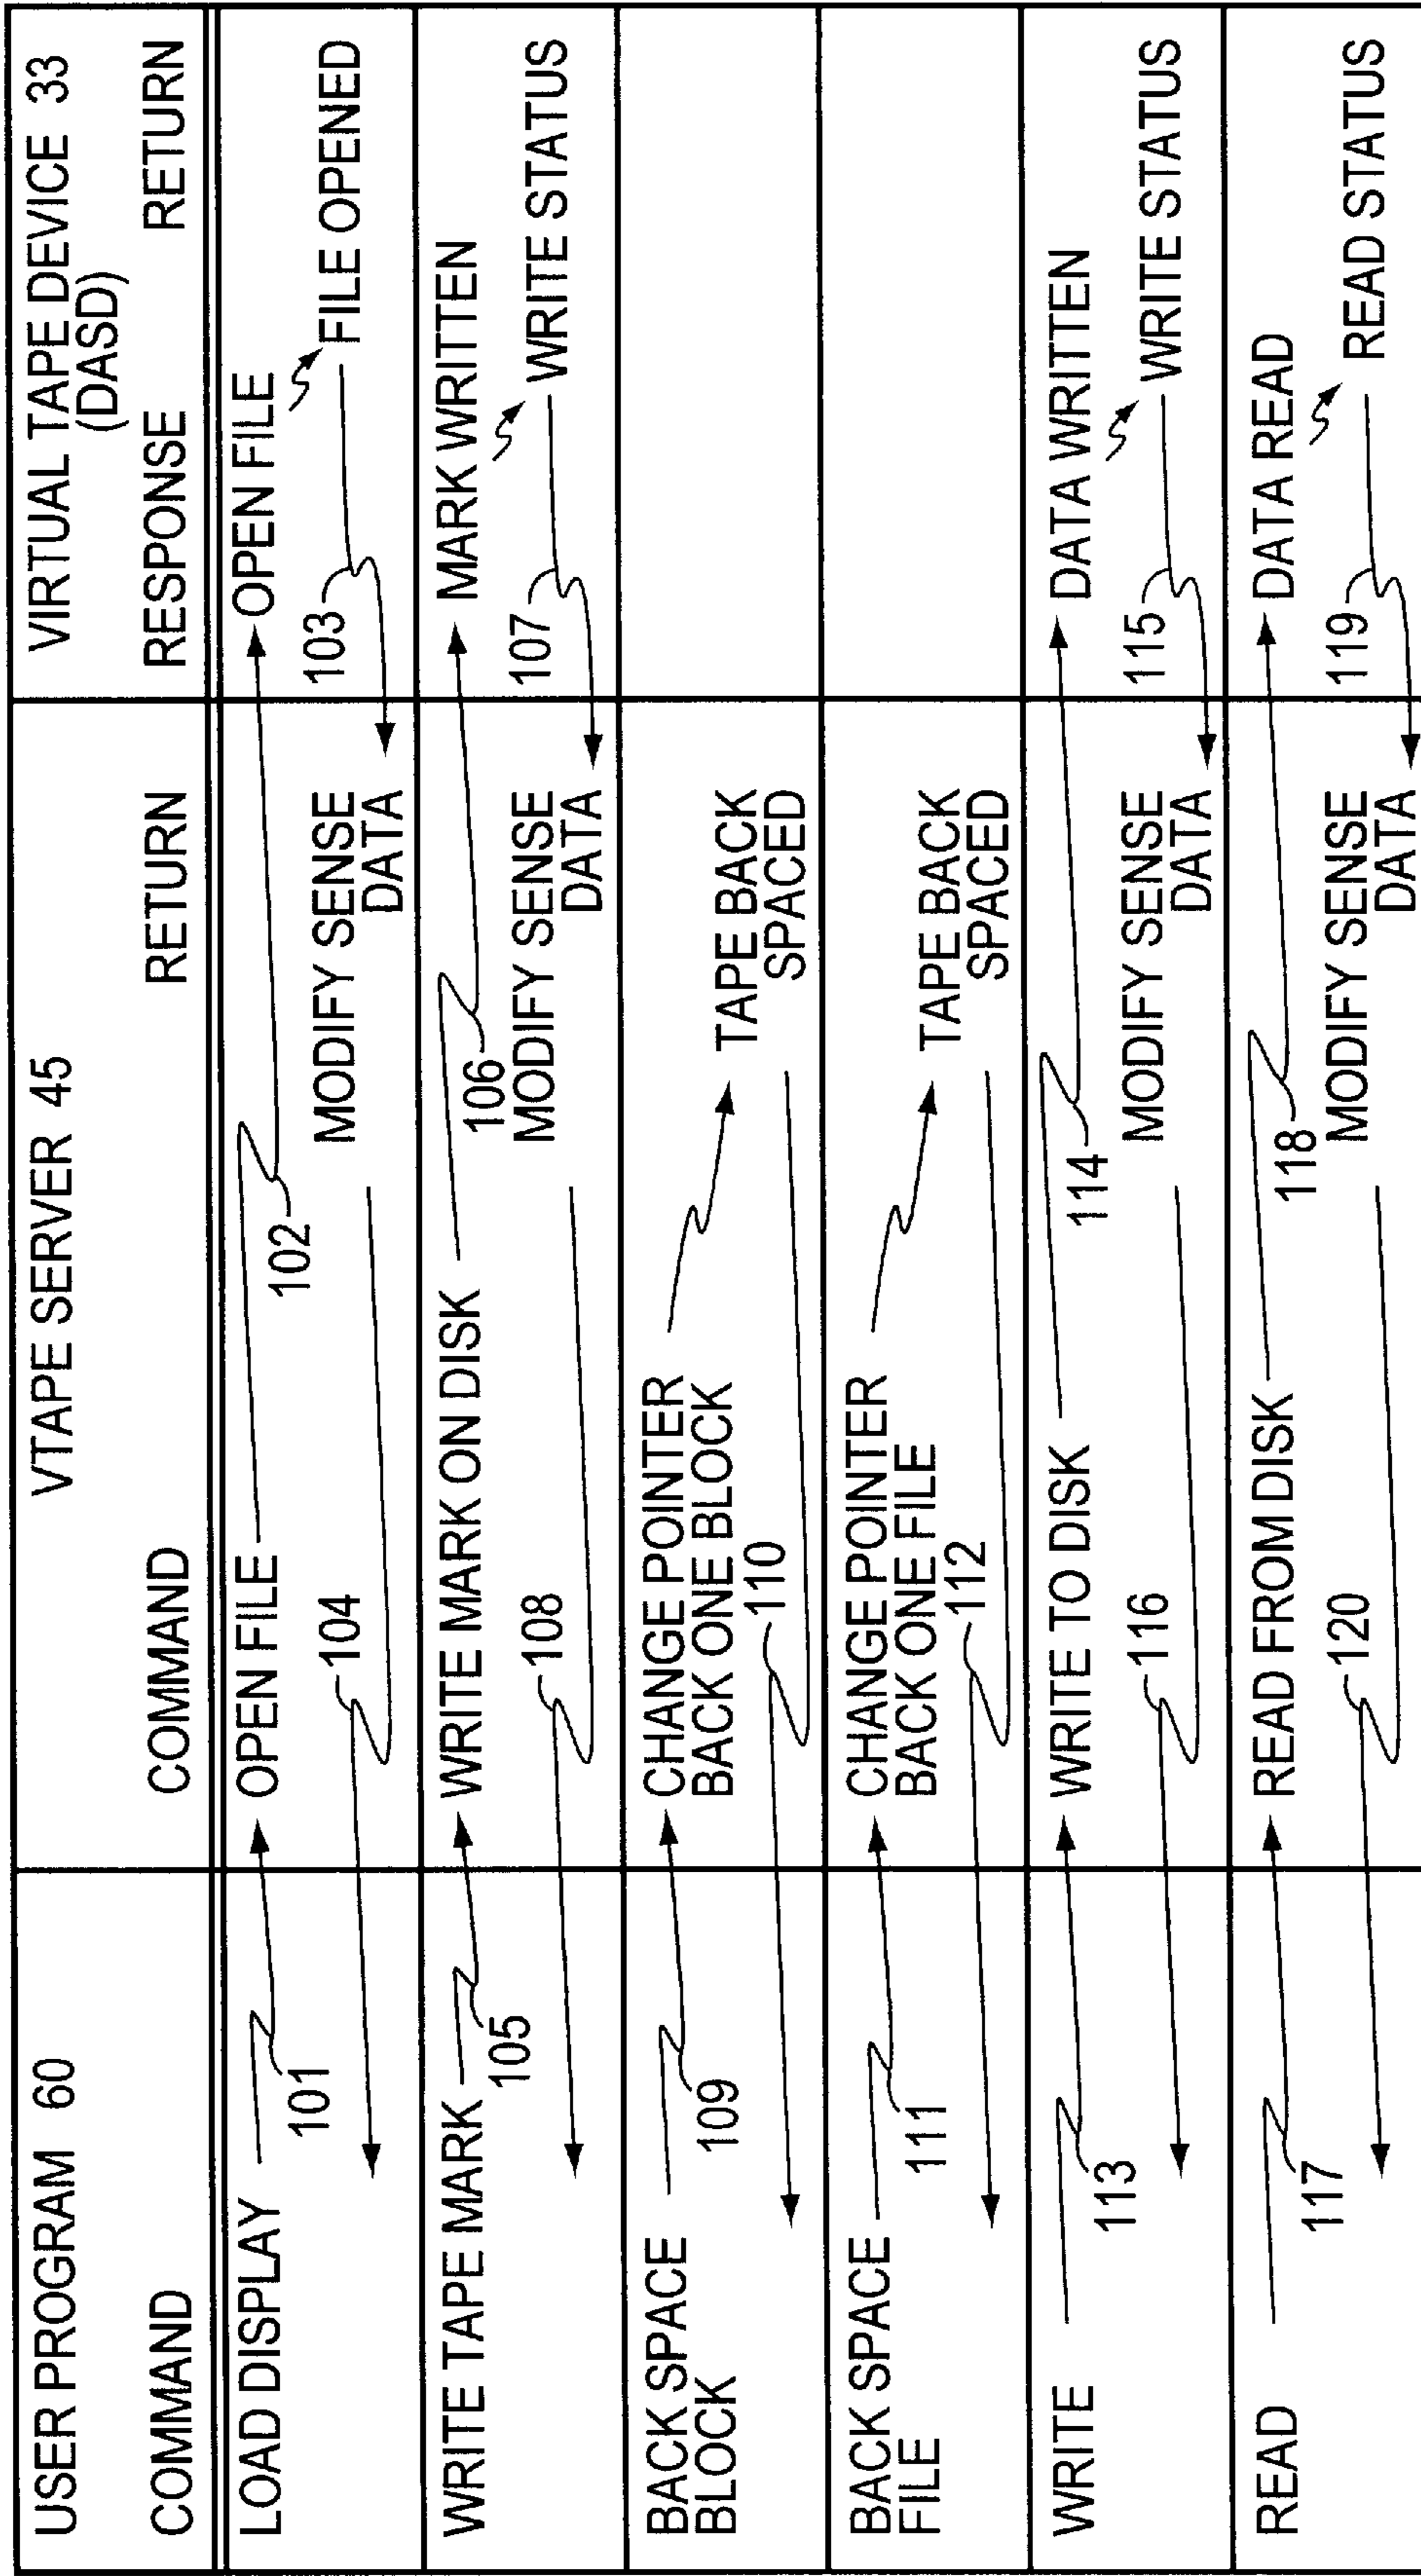 USER PROGRAM 60
COMMAND
VTAPE SERVER 45
COMMAND
RETURN
VIRTUAL TAPE DEVICE 33
(DASD)
RESPONSE
RETURN
LOAD DISPLAY
101
OPEN FILE
102
OPEN FILE
103
FILE OPENED
MODIFY SENSE
DATA
104
WRITE TAPE MARK
105
WRITE MARK ON DISK
106
MARK WRITTEN
107
WRITE STATUS
MODIFY SENSE
DATA
108
BACK SPACE
BLOCK
109
CHANGE POINTER
BACK ONE BLOCK
110
TAPE BACK
SPACED
BACK SPACE
FILE
111
CHANGE POINTER
BACK ONE FILE
112
TAPE BACK
SPACED
WRITE
113
WRITE TO DISK
114
DATA WRITTEN
115
WRITE STATUS
MODIFY SENSE
DATA
116
READ
117
READ FROM DISK
118
DATA READ
119
READ STATUS
MODIFY SENSE
DATA
120